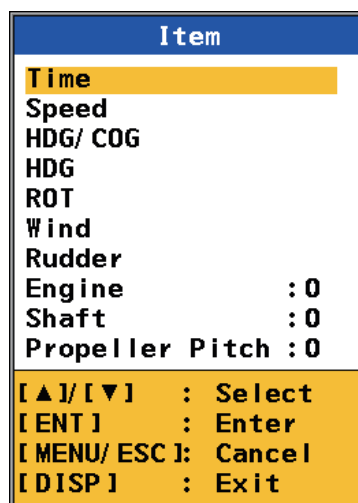 Item
Time
Speed
HDG/COG
HDG
ROT
Wind
Rudder
Engine :0
Shaft :0
Propeller Pitch :0
[▲]/[▼] : Select
[ENT] : Enter
[MENU/ESC]: Cancel
[DISP] : Exit